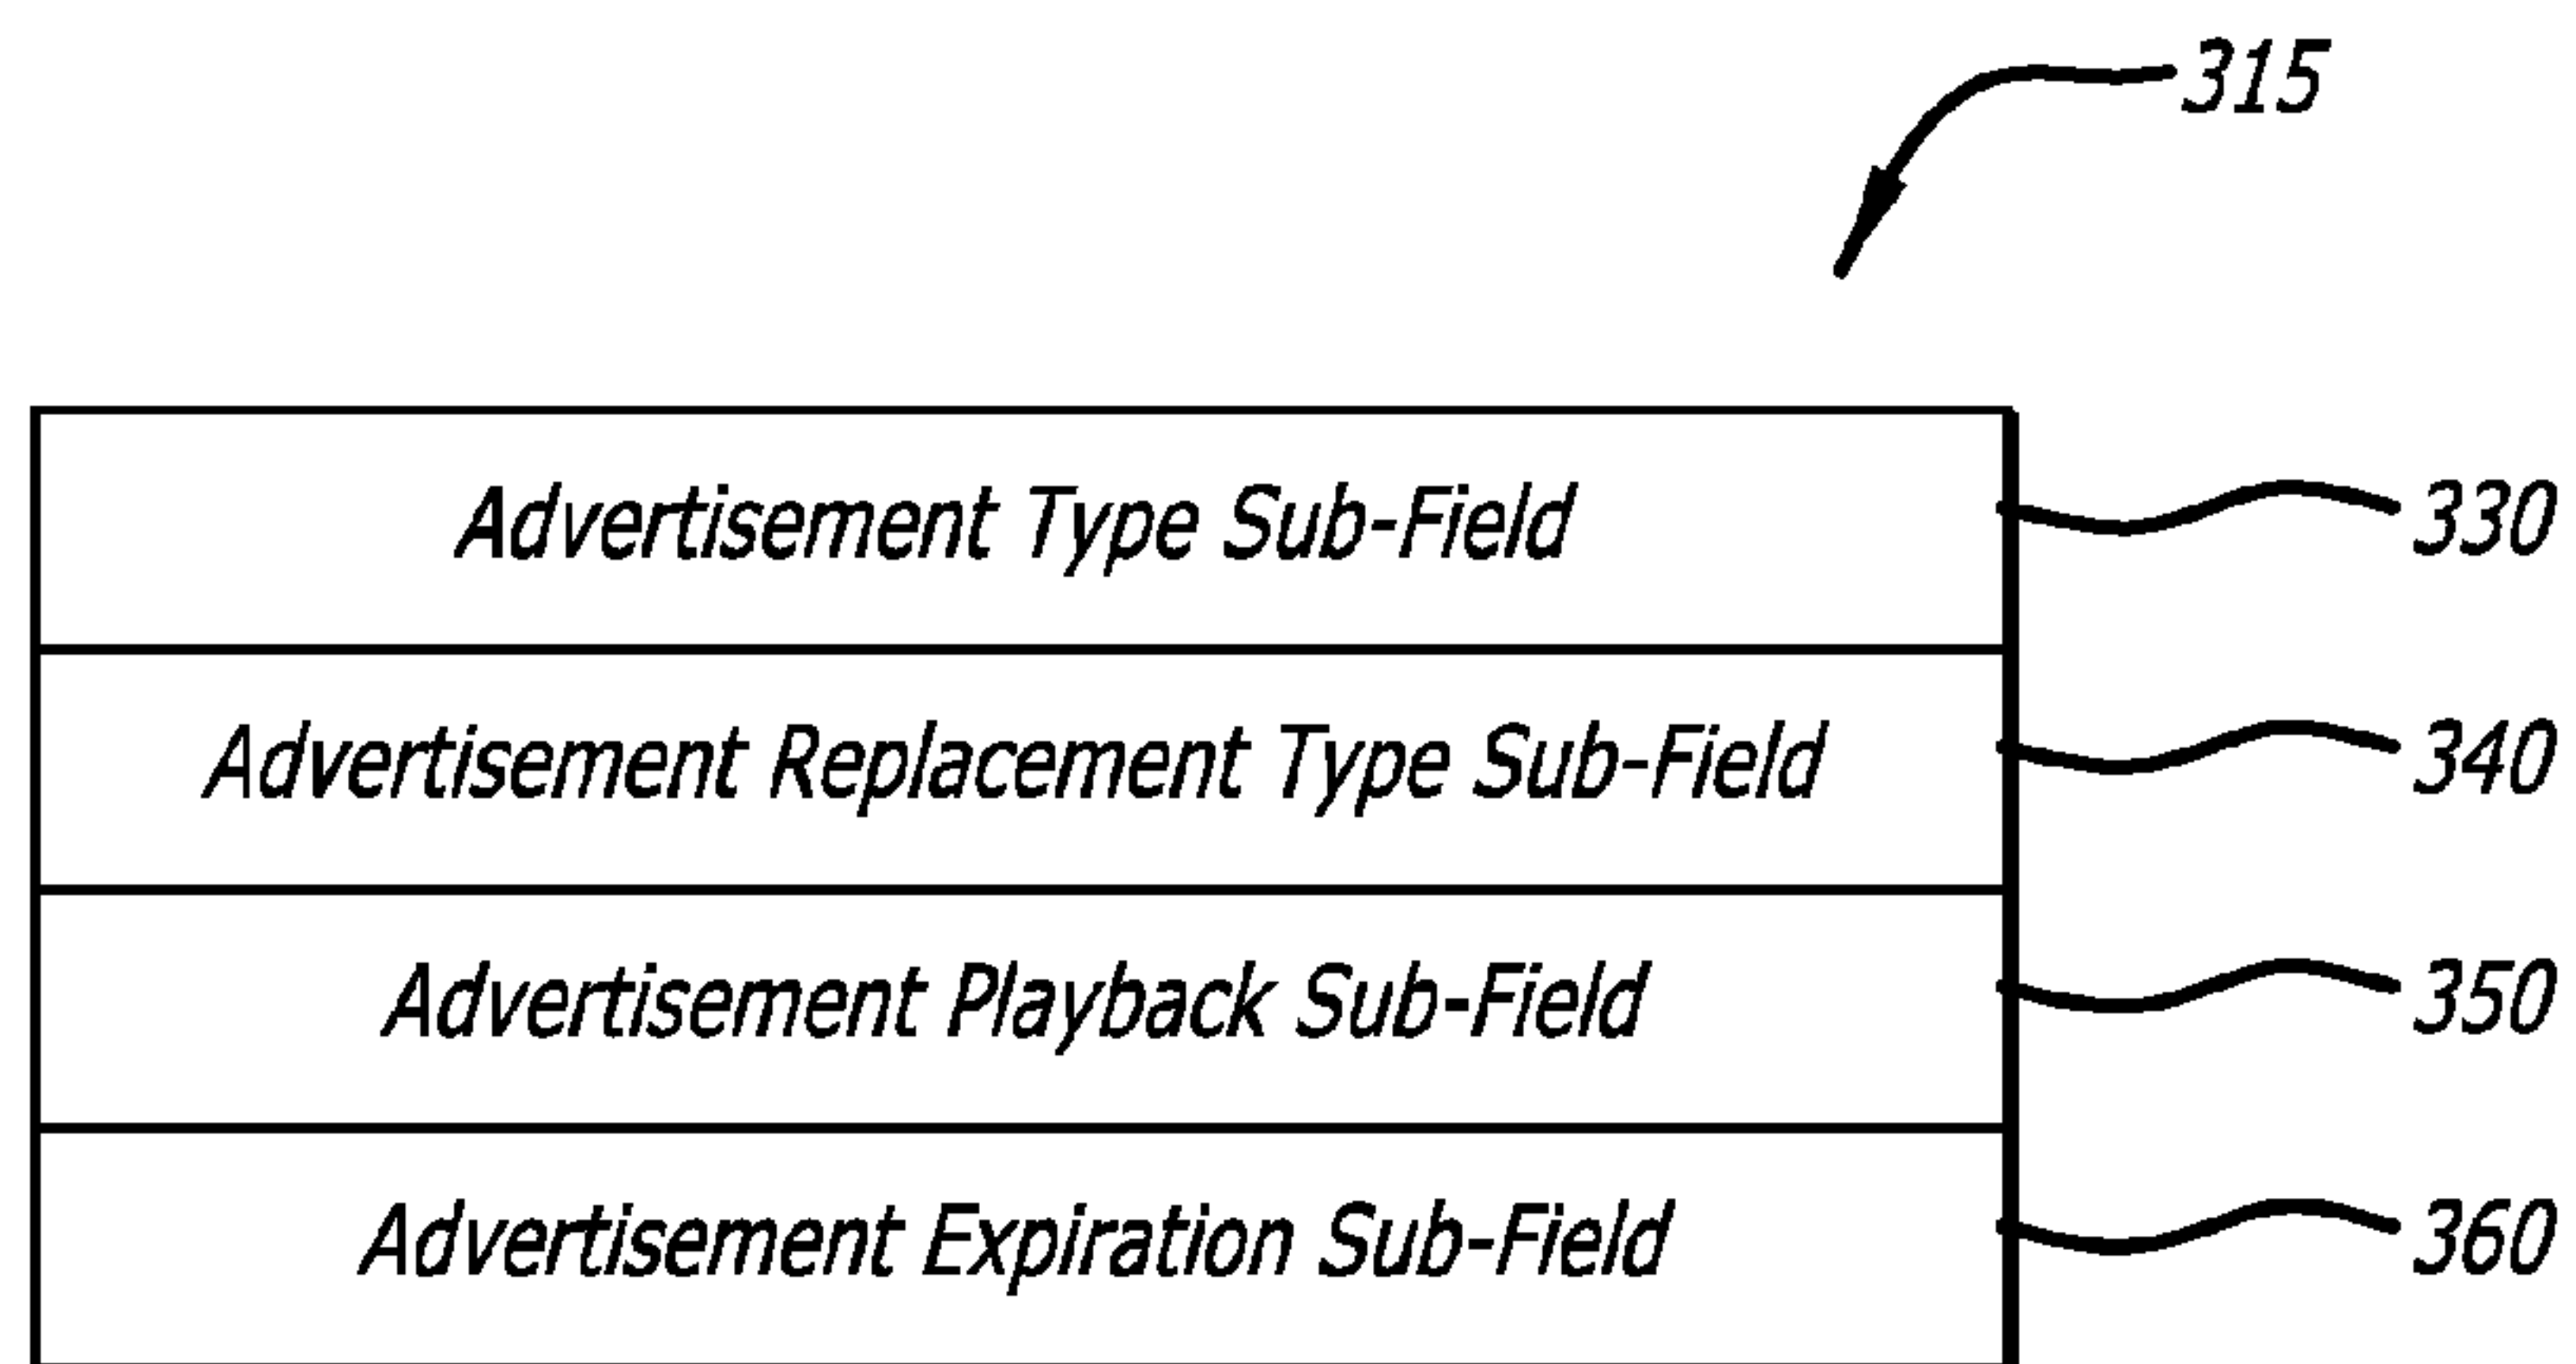 315
Advertisement Type Sub-Field 330
Advertisement Replacement Type Sub-Field 340
Advertisement Playback Sub-Field 350
Advertisement Expiration Sub-Field 360